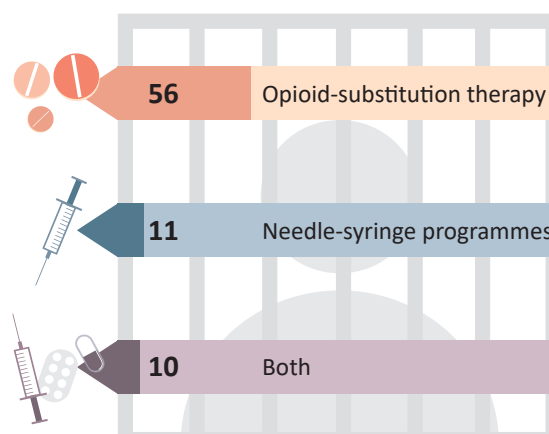 56 Opioid-substitution therapy
11 Needle-syringe programmes
10 Both